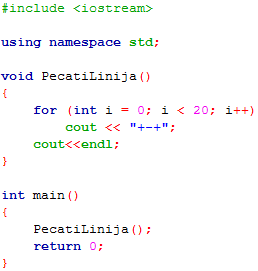 #include <iostream>
using namespace std;
void PecatiLinija()
{
for (int i = 0; i < 20; i++)
cout << "+-+";
cout<<endl;
}
int main()
{
PecatiLinija();
return 0;
}